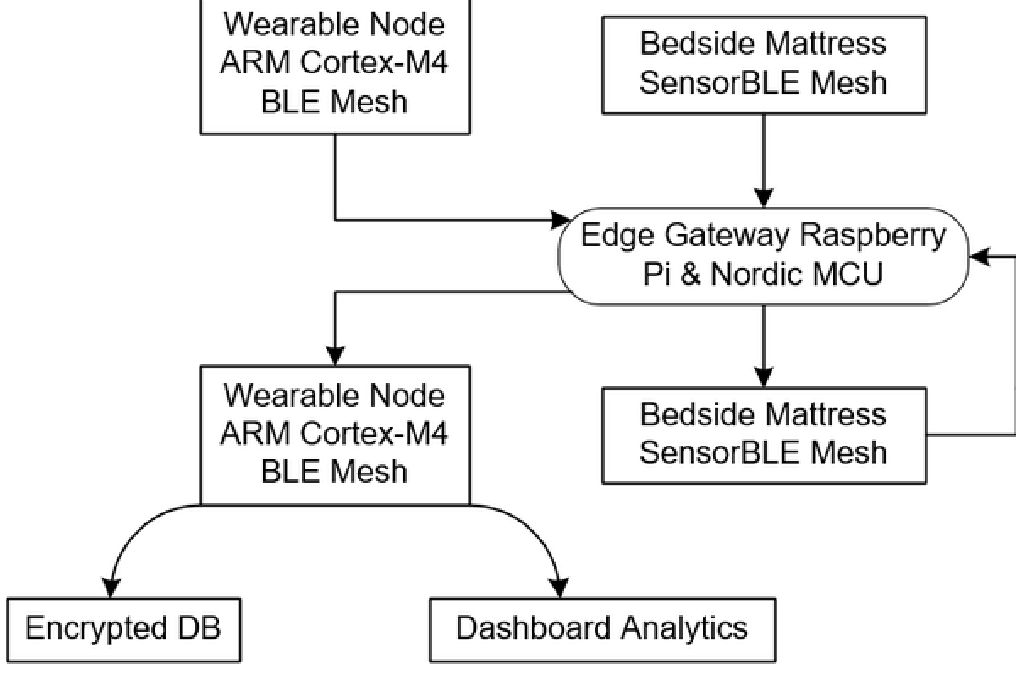 Wearable Node
ARM Cortex-M4
BLE Mesh
Bedside Mattress
SensorBLE Mesh
Edge Gateway Raspberry
Pi & Nordic MCU
Wearable Node
ARM Cortex-M4
BLE Mesh
Bedside Mattress
SensorBLE Mesh
Encrypted DB
Dashboard Analytics